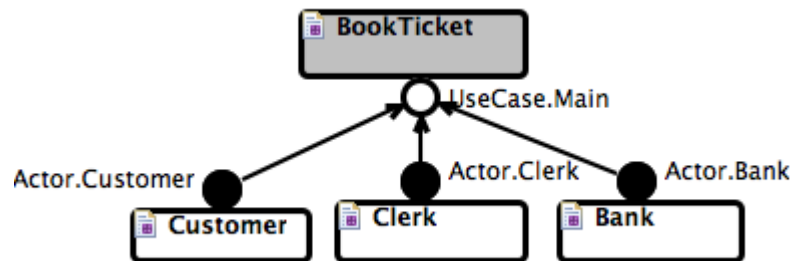 BookTicket
UseCase.Main
Actor.Customer
Actor.Clerk
Actor.Bank
Customer
Clerk
Bank